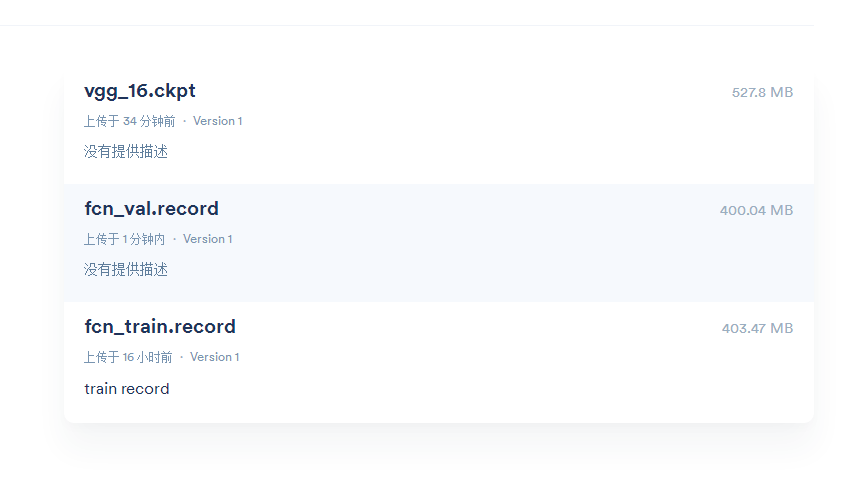 vgg_16.ckpt
527.8 MB
上传于 34 分钟前 · Version 1
没有提供描述
fcn_val.record
400.04 MB
上传于 1 分钟内 · Version 1
没有提供描述
fcn_train.record
403.47 MB
上传于 16 小时前 · Version 1
train record